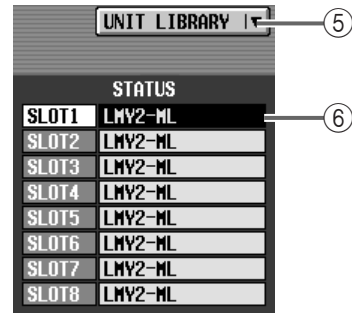 UNIT LIBRARY ⑤
STATUS
SLOT1 LMY2-ML ⑥
SLOT2 LMY2-ML
SLOT3 LMY2-ML
SLOT4 LMY2-ML
SLOT5 LMY2-ML
SLOT6 LMY2-ML
SLOT7 LMY2-ML
SLOT8 LMY2-ML